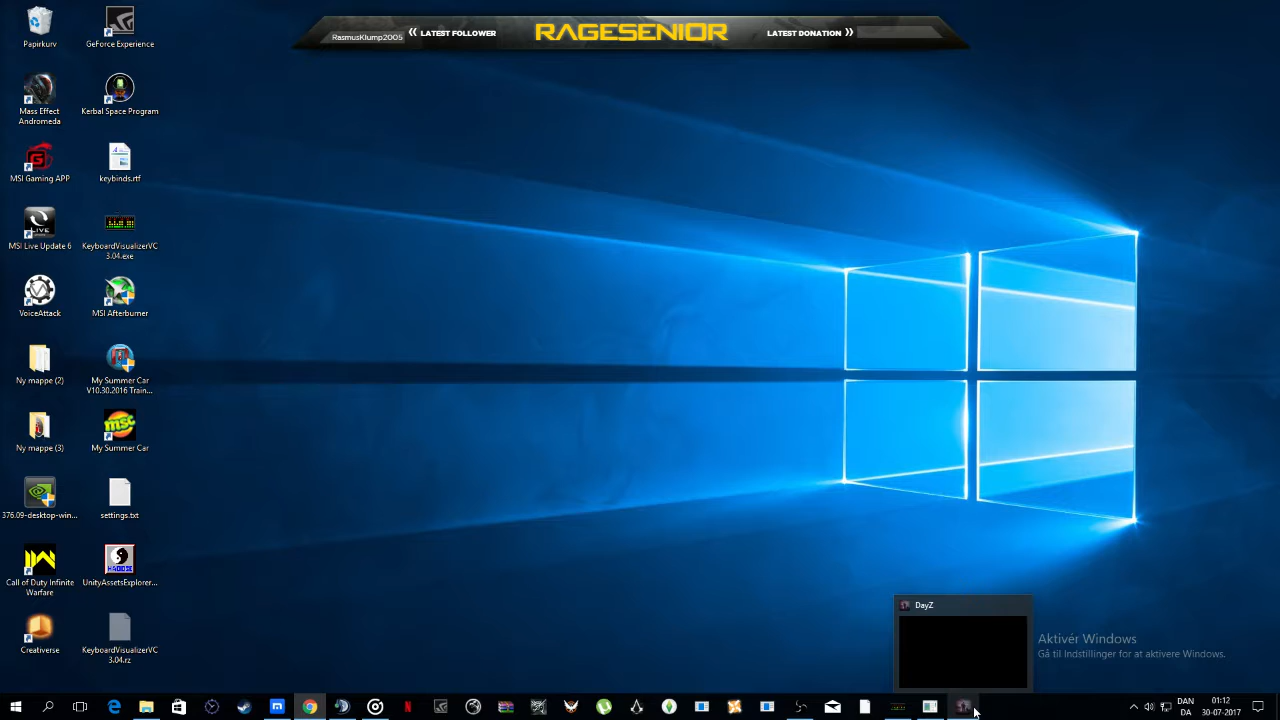 RasmusKlump2005
LATEST FOLLOWER
RAGESENIOR
LATEST DONATION
Papirkurv
GeForce Experience
Mass Effect
Andromeda
Kerbal Space Program
MSI Gaming APP
keybinds.rtf
MSI Live Update 6
KeyboardVisualizerVC
3.04.exe
VoiceAttack
MSI Afterburner
Ny mappe (2)
My Summer Car
V10.30.2016 Train...
Ny mappe (3)
My Summer Car
376.09-desktop-win...
settings.txt
Call of Duty Infinite
Warfare
UnityAssetsExplorer...
Creativerse
KeyboardVisualizerVC
3.04.rz
DayZ
Aktivér Windows
Gå til Indstillinger for at aktivere Windows.
DAN
DA
01:12
30-07-2017